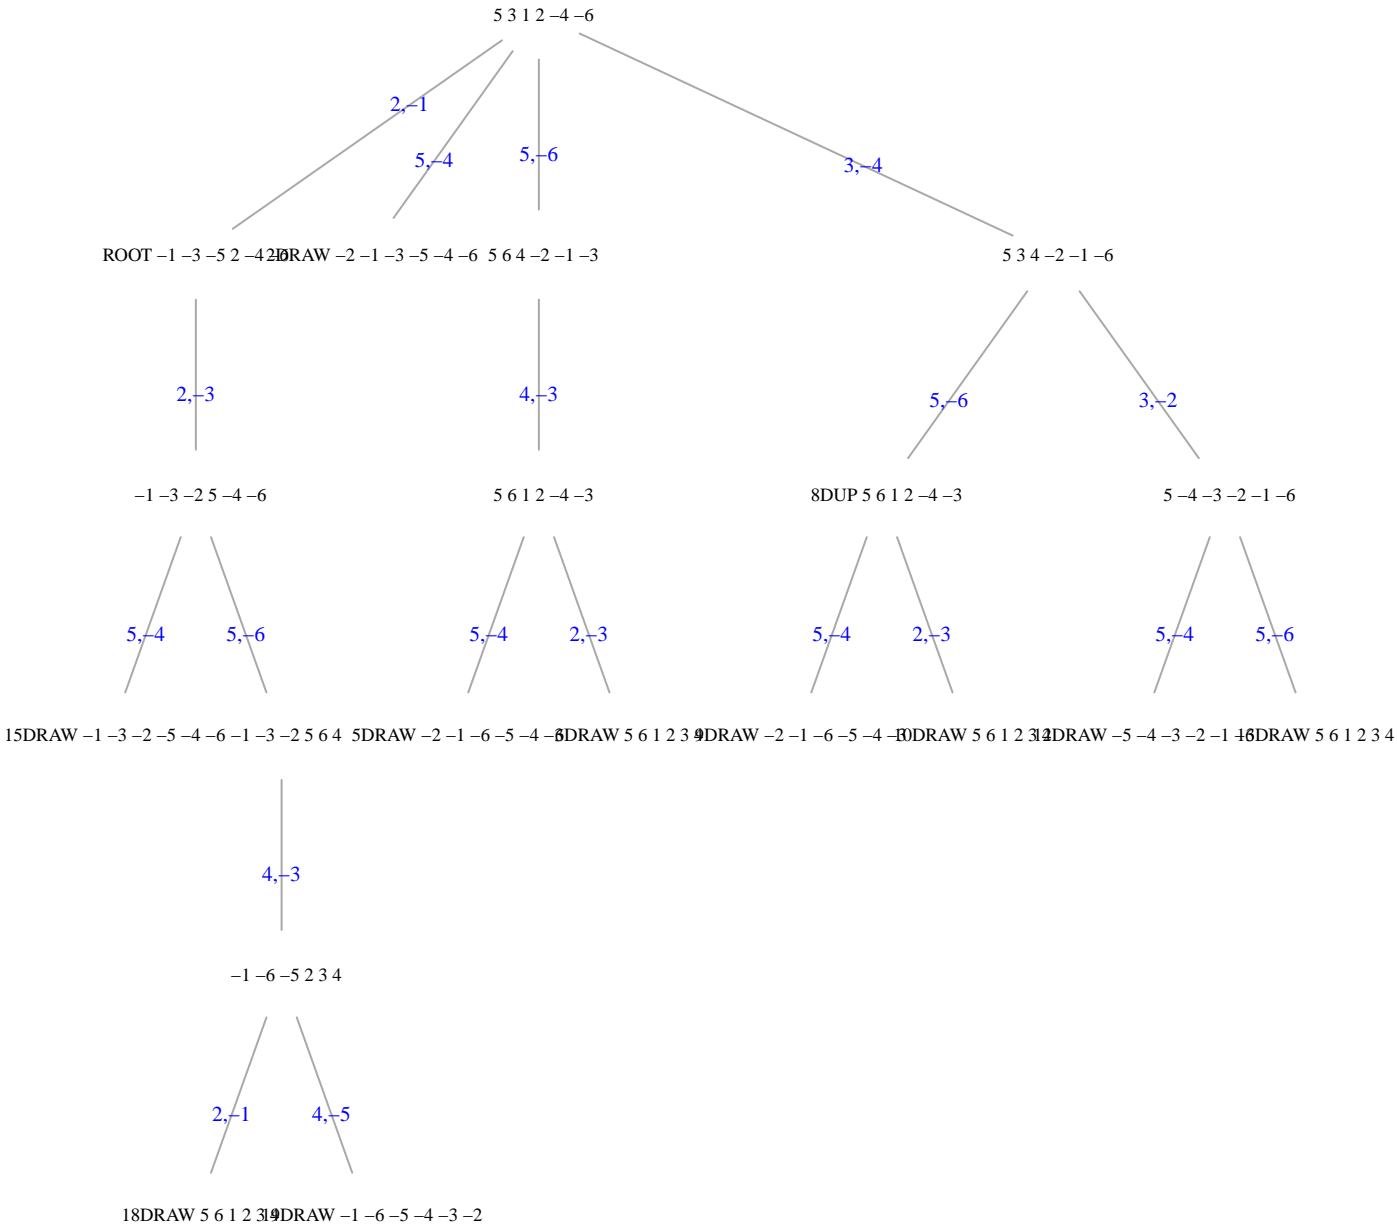 5 3 1 2 –4 –6
2,–1
5,–4
5,–6
3,–4
ROOT –1 –3 –5 2 –4 –6
2DRAW –2 –1 –3 –5 –4 –6
5 6 4 –2 –1 –3
5 3 4 –2 –1 –6
2,–3
4,–3
5,–6
3,–2
–1 –3 –2 5 –4 –6
5 6 1 2 –4 –3
8DUP 5 6 1 2 –4 –3
5 –4 –3 –2 –1 –6
5,–4
5,–6
5,–4
2,–3
5,–4
2,–3
5,–4
5,–6
15DRAW –1 –3 –2 –5 –4 –6
–1 –3 –2 5 6 4
5DRAW –2 –1 –6 –5 –4 –3
6DRAW 5 6 1 2 3 4
9DRAW –2 –1 –6 –5 –4 –3
10DRAW 5 6 1 2 3 4
12DRAW –5 –4 –3 –2 –1 –6
13DRAW 5 6 1 2 3 4
4,–3
–1 –6 –5 2 3 4
2,–1
4,–5
18DRAW 5 6 1 2 3 4
19DRAW –1 –6 –5 –4 –3 –2